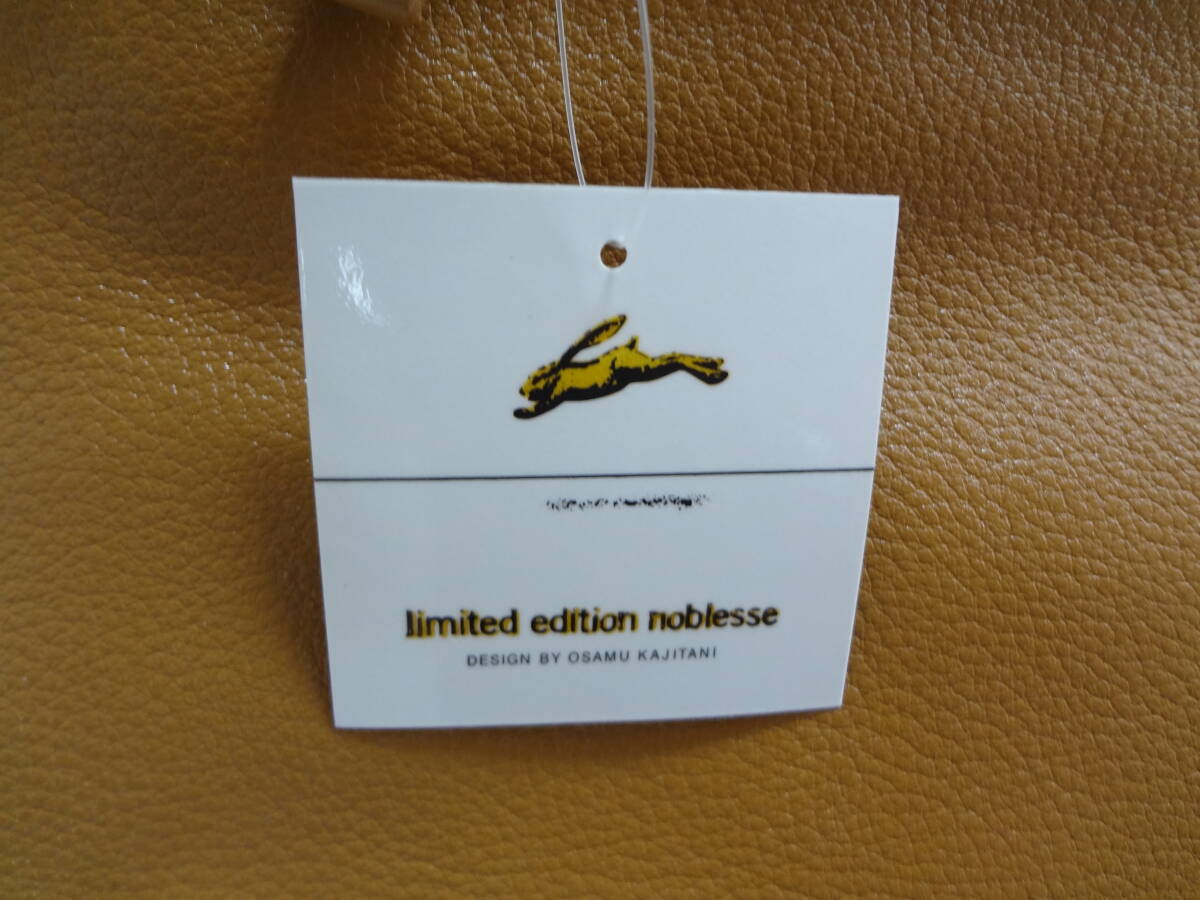 limited edition noblesse
DESIGN BY OSAMU KAJITANI